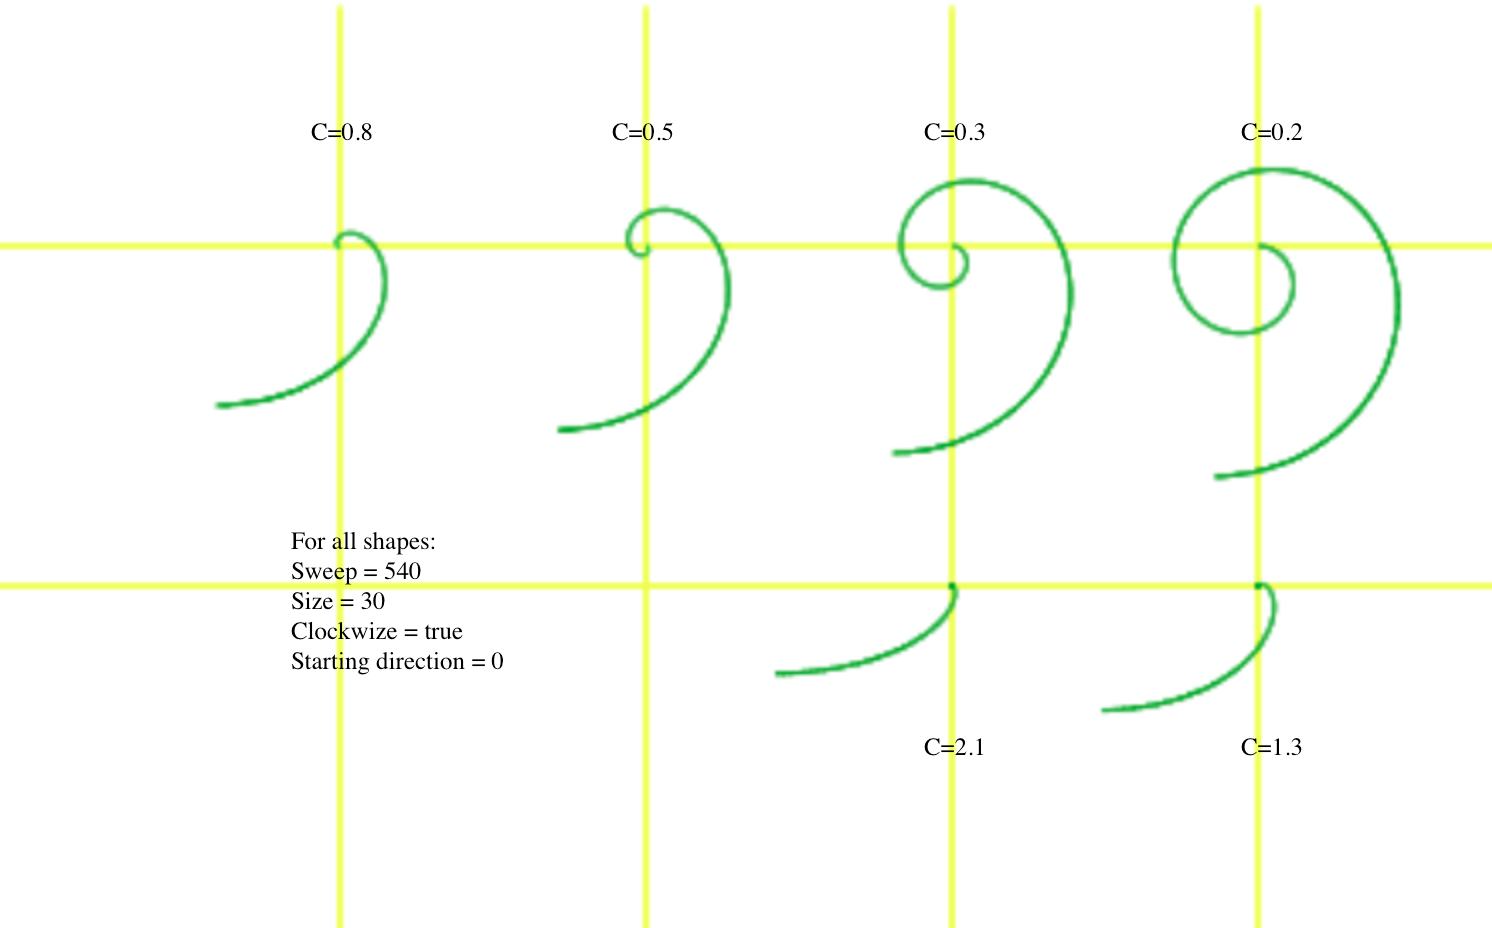 C=0.8
C=0.5
C=0.3
C=0.2
For all shapes:
Sweep = 540
Size = 30
Clockwize = true
Starting direction = 0
C=2.1
C=1.3